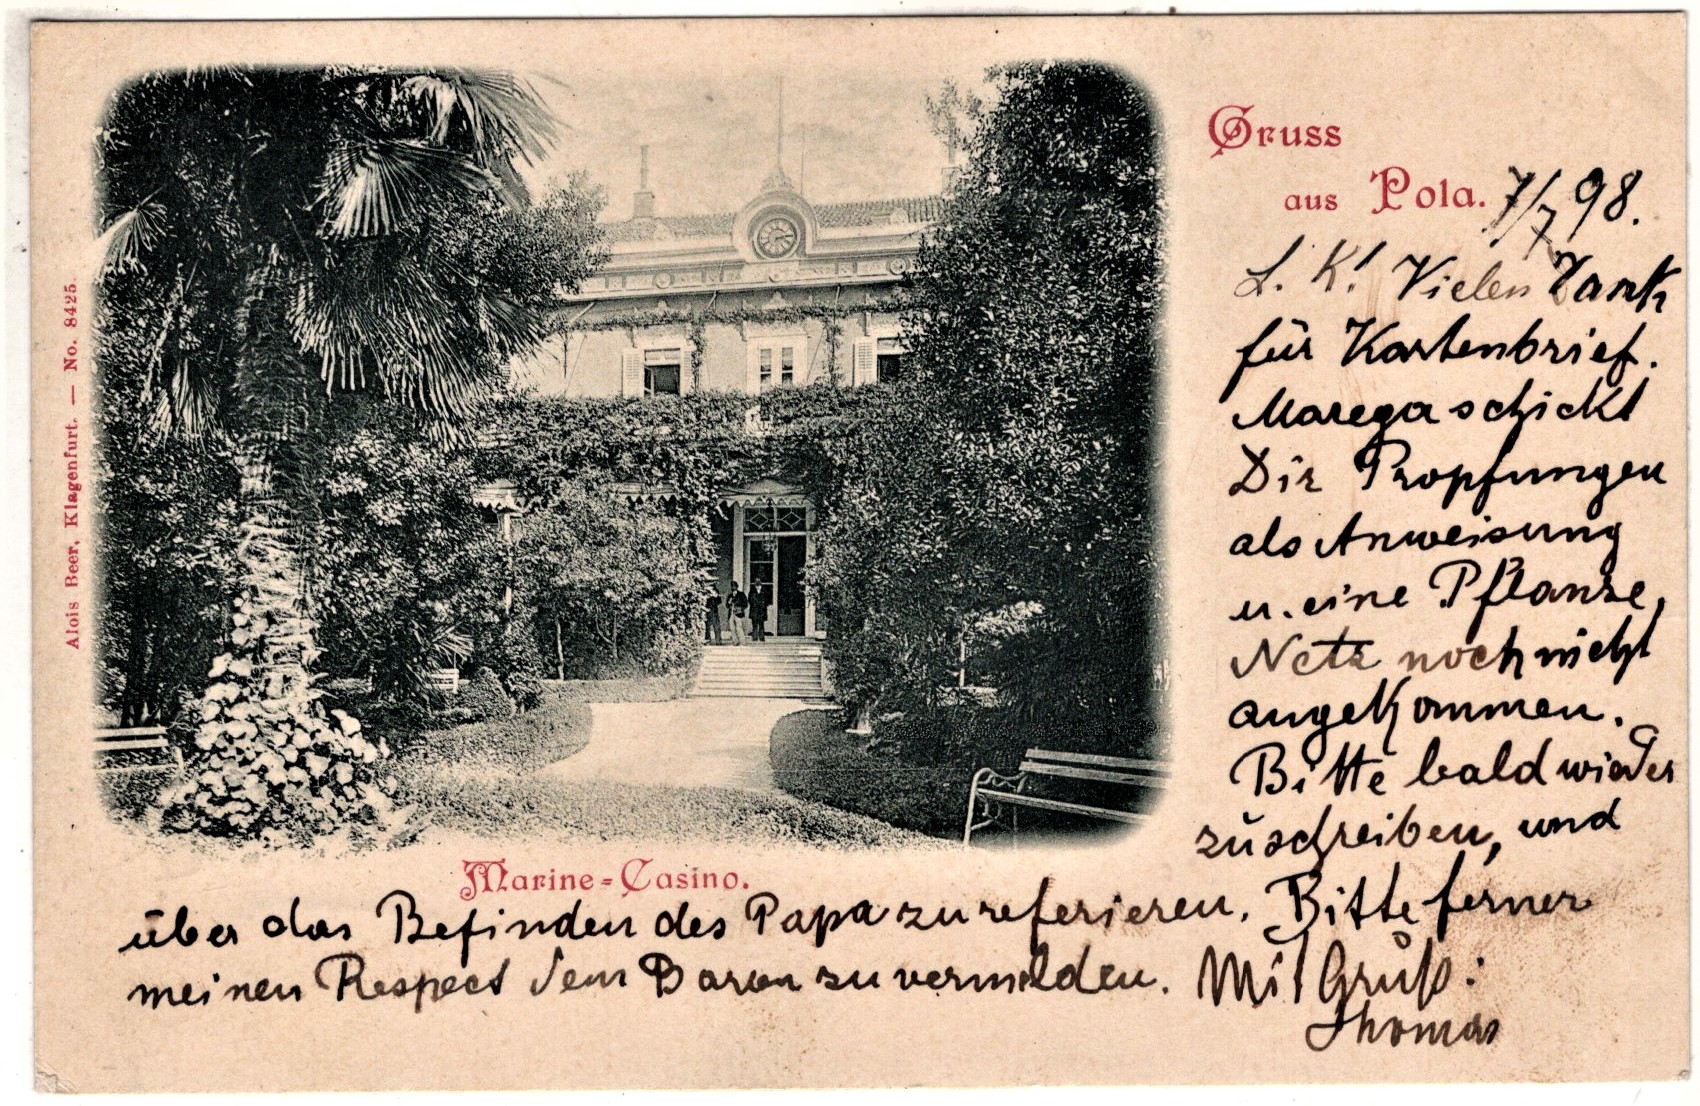 Gruss
aus Pola. 7/7 98.
L. K! Vielen Dank
für Kartenbrief.
Marega schickt
Dir Propfungen
als Anweisung
u. eine Pflanze,
Netz noch nicht
angekommen.
Bitte bald wieder
zu schreiben, und
über das Befinden des Papa zu referieren. Bitte ferner
meinen Respect dem Baron zu vermelden. Mit Gruß:
Thomas
Marine-Casino.
Alois Beer, Klagenfurt. — No. 8425.